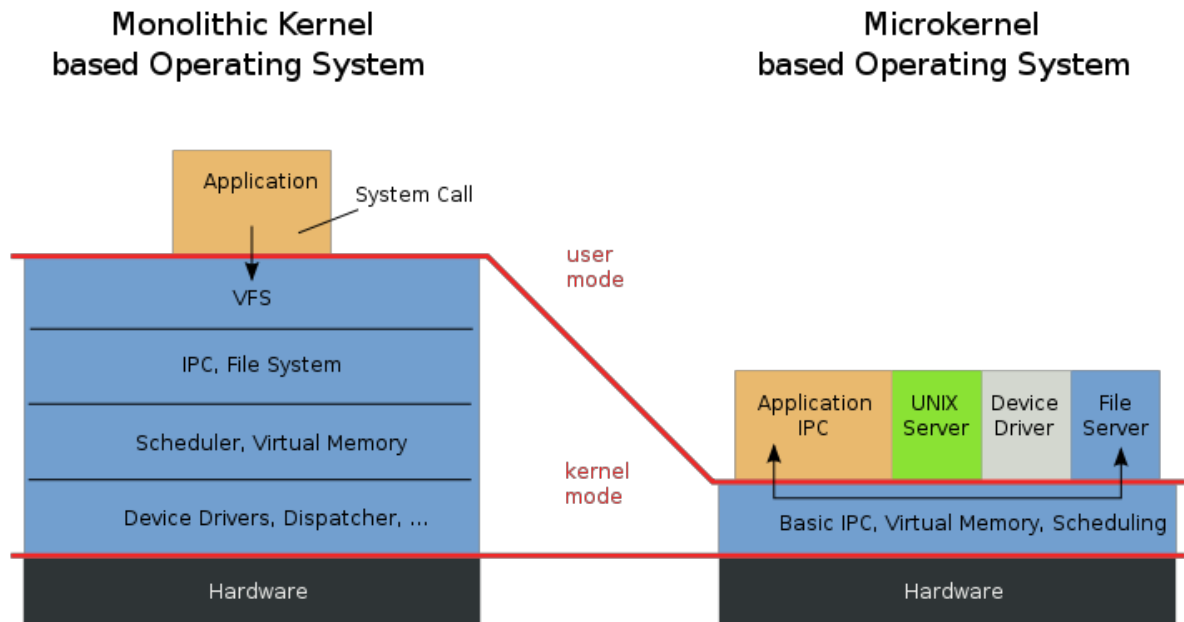 Monolithic Kernel
based Operating System
Microkernel
based Operating System
Application
System Call
user
mode
VFS
IPC, File System
Scheduler, Virtual Memory
Device Drivers, Dispatcher, ...
Hardware
kernel
mode
Application
IPC
UNIX
Server
Device
Driver
File
Server
Basic IPC, Virtual Memory, Scheduling
Hardware